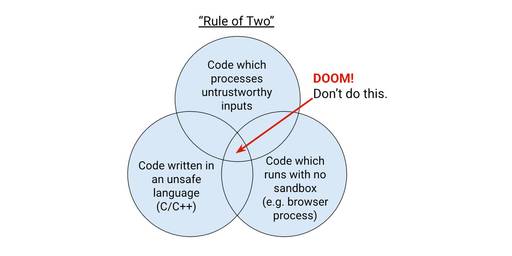 “Rule of Two”
Code which
processes
untrustworthy
inputs
DOOM!
Don't do this.
Code written in
an unsafe
language
(C/C++)
Code which
runs with no
sandbox
(e.g. browser
process)